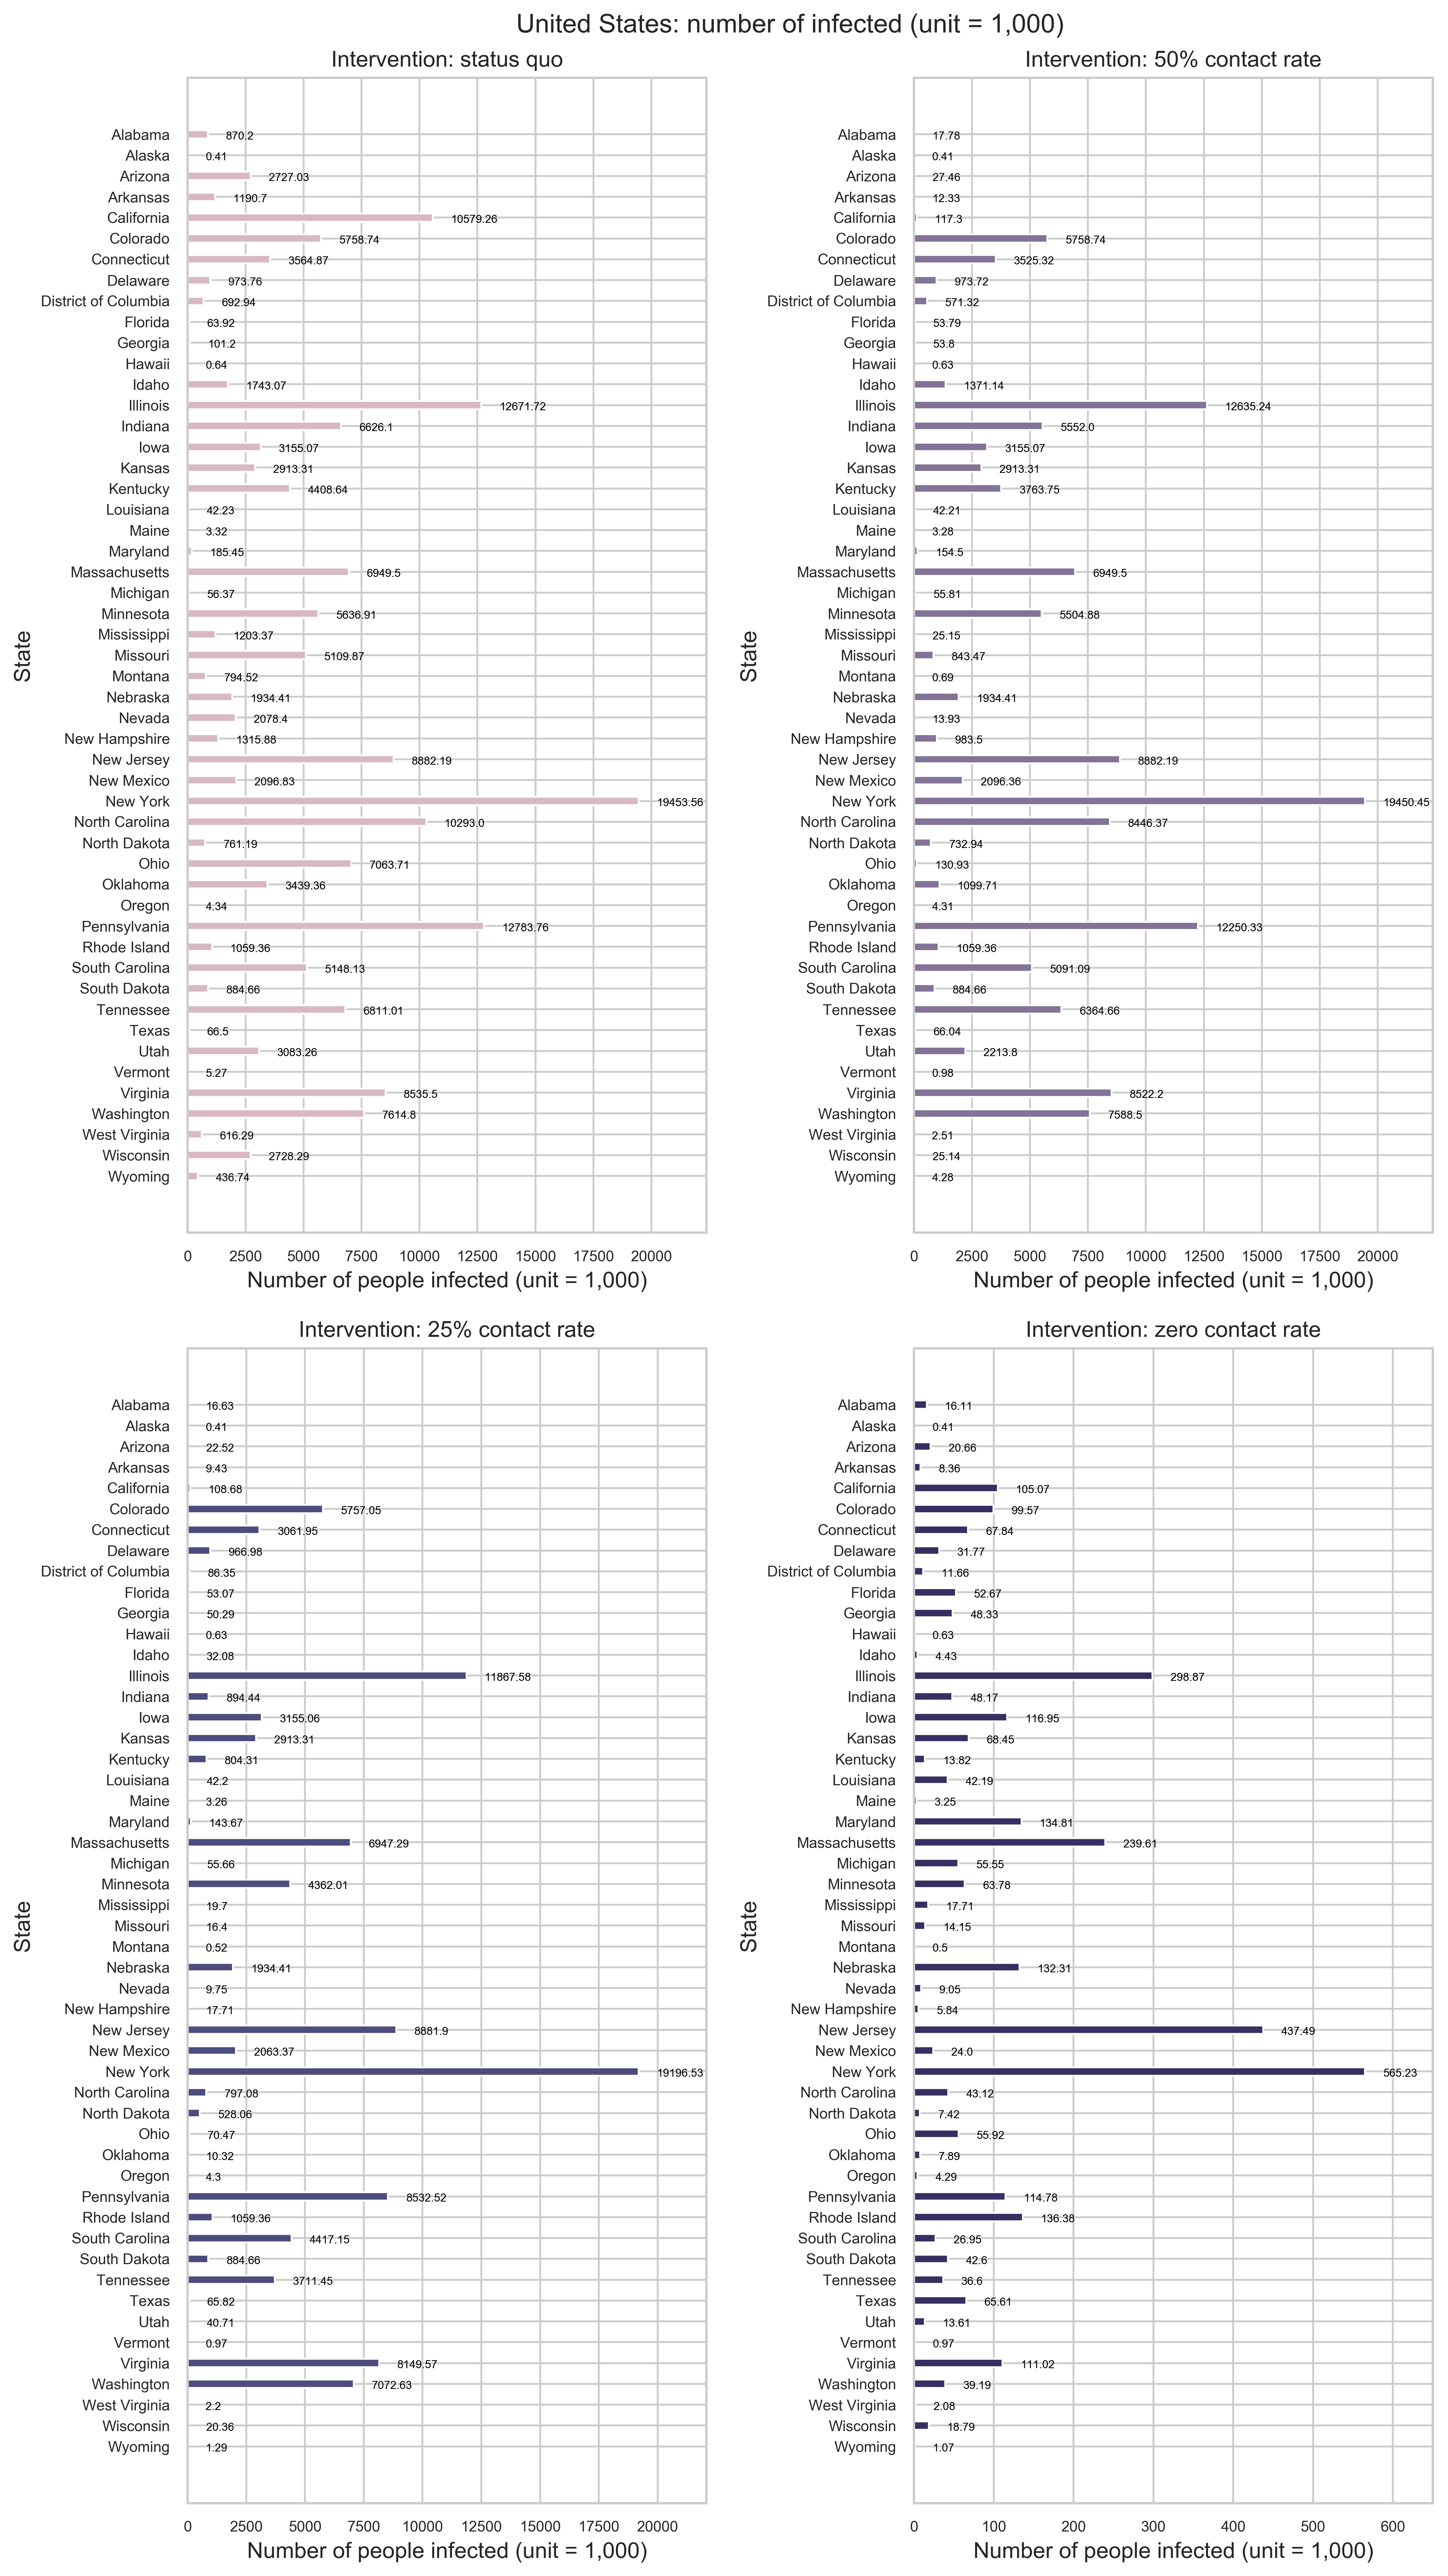 United States: number of infected (unit = 1,000)
Intervention: status quo
State
Alabama 870.2
Alaska 0.41
Arizona 2727.03
Arkansas 1190.7
California 10579.26
Colorado 5758.74
Connecticut 3564.87
Delaware 973.76
District of Columbia 692.94
Florida 63.92
Georgia 101.2
Hawaii 0.64
Idaho 1743.07
Illinois 12671.72
Indiana 6626.1
Iowa 3155.07
Kansas 2913.31
Kentucky 4408.64
Louisiana 42.23
Maine 3.32
Maryland 185.45
Massachusetts 6949.5
Michigan 56.37
Minnesota 5636.91
Mississippi 1203.37
Missouri 5109.87
Montana 794.52
Nebraska 1934.41
Nevada 2078.4
New Hampshire 1315.88
New Jersey 8882.19
New Mexico 2096.83
New York 19453.56
North Carolina 10293.0
North Dakota 761.19
Ohio 7063.71
Oklahoma 3439.36
Oregon 4.34
Pennsylvania 12783.76
Rhode Island 1059.36
South Carolina 5148.13
South Dakota 884.66
Tennessee 6811.01
Texas 66.5
Utah 3083.26
Vermont 5.27
Virginia 8535.5
Washington 7614.8
West Virginia 616.29
Wisconsin 2728.29
Wyoming 436.74
0 2500 5000 7500 10000 12500 15000 17500 20000
Number of people infected (unit = 1,000)
Intervention: 50% contact rate
State
Alabama 17.78
Alaska 0.41
Arizona 27.46
Arkansas 12.33
California 117.3
Colorado 5758.74
Connecticut 3525.32
Delaware 973.72
District of Columbia 571.32
Florida 53.79
Georgia 53.8
Hawaii 0.63
Idaho 1371.14
Illinois 12635.24
Indiana 5552.0
Iowa 3155.07
Kansas 2913.31
Kentucky 3763.75
Louisiana 42.21
Maine 3.28
Maryland 154.5
Massachusetts 6949.5
Michigan 55.81
Minnesota 5504.88
Mississippi 25.15
Missouri 843.47
Montana 0.69
Nebraska 1934.41
Nevada 13.93
New Hampshire 983.5
New Jersey 8882.19
New Mexico 2096.36
New York 19450.45
North Carolina 8446.37
North Dakota 732.94
Ohio 130.93
Oklahoma 1099.71
Oregon 4.31
Pennsylvania 12250.33
Rhode Island 1059.36
South Carolina 5091.09
South Dakota 884.66
Tennessee 6364.66
Texas 66.04
Utah 2213.8
Vermont 0.98
Virginia 8522.2
Washington 7588.5
West Virginia 2.51
Wisconsin 25.14
Wyoming 4.28
0 2500 5000 7500 10000 12500 15000 17500 20000
Number of people infected (unit = 1,000)
Intervention: 25% contact rate
State
Alabama 16.63
Alaska 0.41
Arizona 22.52
Arkansas 9.43
California 108.68
Colorado 5757.05
Connecticut 3061.95
Delaware 966.98
District of Columbia 86.35
Florida 53.07
Georgia 50.29
Hawaii 0.63
Idaho 32.08
Illinois 11867.58
Indiana 894.44
Iowa 3155.06
Kansas 2913.31
Kentucky 804.31
Louisiana 42.2
Maine 3.26
Maryland 143.67
Massachusetts 6947.29
Michigan 55.66
Minnesota 4362.01
Mississippi 19.7
Missouri 16.4
Montana 0.52
Nebraska 1934.41
Nevada 9.75
New Hampshire 17.71
New Jersey 8881.9
New Mexico 2063.37
New York 19196.53
North Carolina 797.08
North Dakota 528.06
Ohio 70.47
Oklahoma 10.32
Oregon 4.3
Pennsylvania 8532.52
Rhode Island 1059.36
South Carolina 4417.15
South Dakota 884.66
Tennessee 3711.45
Texas 65.82
Utah 40.71
Vermont 0.97
Virginia 8149.57
Washington 7072.63
West Virginia 2.2
Wisconsin 20.36
Wyoming 1.29
0 2500 5000 7500 10000 12500 15000 17500 20000
Number of people infected (unit = 1,000)
Intervention: zero contact rate
State
Alabama 16.11
Alaska 0.41
Arizona 20.66
Arkansas 8.36
California 105.07
Colorado 99.57
Connecticut 67.84
Delaware 31.77
District of Columbia 11.66
Florida 52.67
Georgia 48.33
Hawaii 0.63
Idaho 4.43
Illinois 298.87
Indiana 48.17
Iowa 116.95
Kansas 68.45
Kentucky 13.82
Louisiana 42.19
Maine 3.25
Maryland 134.81
Massachusetts 239.61
Michigan 55.55
Minnesota 63.78
Mississippi 17.71
Missouri 14.15
Montana 0.5
Nebraska 132.31
Nevada 9.05
New Hampshire 5.84
New Jersey 437.49
New Mexico 24.0
New York 565.23
North Carolina 43.12
North Dakota 7.42
Ohio 55.92
Oklahoma 7.89
Oregon 4.29
Pennsylvania 114.78
Rhode Island 136.38
South Carolina 26.95
South Dakota 42.6
Tennessee 36.6
Texas 65.61
Utah 13.61
Vermont 0.97
Virginia 111.02
Washington 39.19
West Virginia 2.08
Wisconsin 18.79
Wyoming 1.07
0 100 200 300 400 500 600
Number of people infected (unit = 1,000)